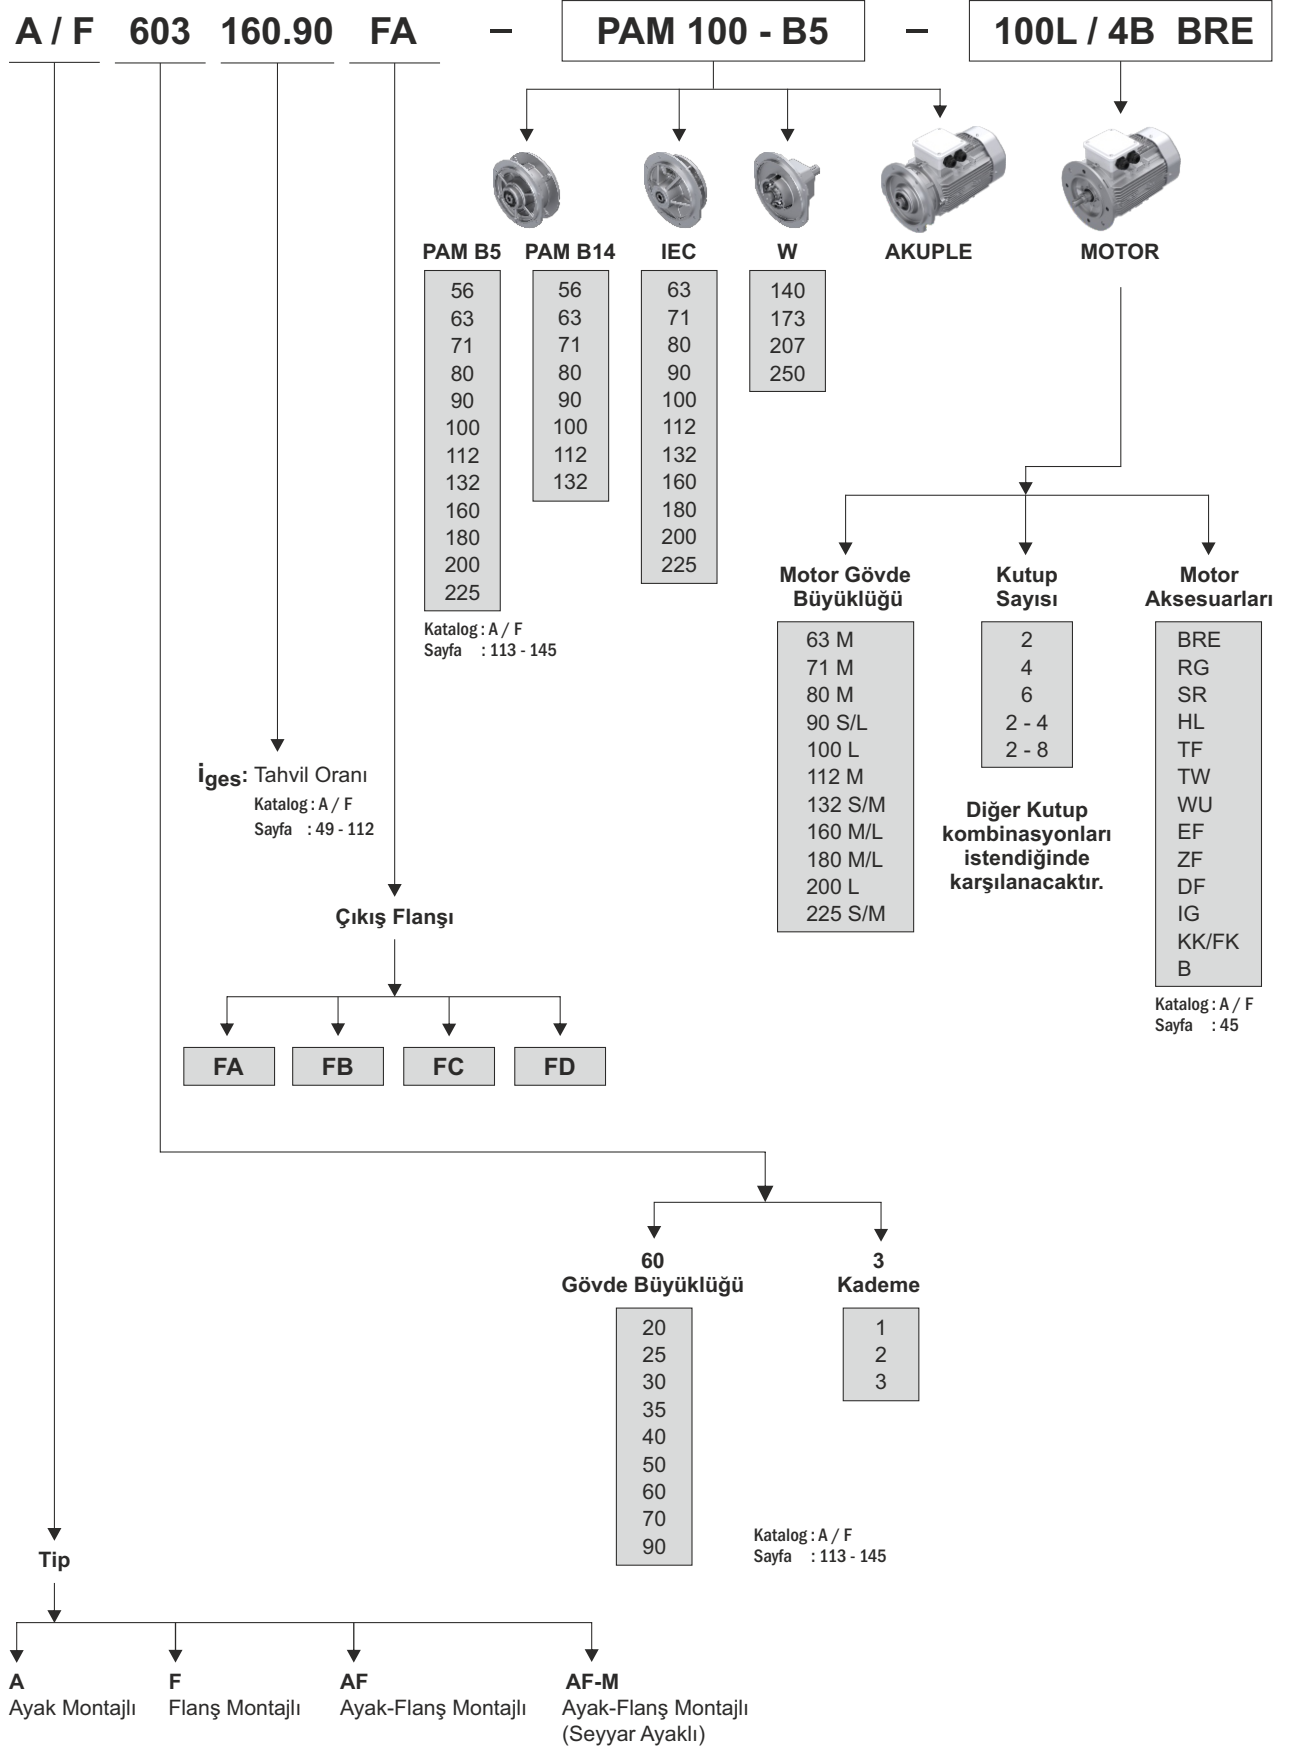 A / F 603 160.90 FA – PAM 100 - B5 – 100L / 4B BRE
PAM B5 PAM B14 IEC W AKUPLE MOTOR
56
63
71
80
90
100
112
132
160
180
200
225
56
63
71
80
90
100
112
132
63
71
80
90
100
112
132
160
180
200
225
140
173
207
250
Katalog : A / F
Sayfa : 113 - 145
Motor Gövde
Büyüklüğü
63 M
71 M
80 M
90 S/L
100 L
112 M
132 S/M
160 M/L
180 M/L
200 L
225 S/M
Kutup
Sayısı
2
4
6
2 - 4
2 - 8
Diğer Kutup
kombinasyonları
istendiğinde
karşılanacaktır.
Motor
Aksesuarları
BRE
RG
SR
HL
TF
TW
WU
EF
ZF
DF
IG
KK/FK
B
Katalog : A / F
Sayfa : 45
İges: Tahvil Oranı
Katalog : A / F
Sayfa : 49 - 112
Çıkış Flanşı
FA FB FC FD
60
Gövde Büyüklüğü
20
25
30
35
40
50
60
70
90
3
Kademe
1
2
3
Katalog : A / F
Sayfa : 113 - 145
Tip
A
Ayak Montajlı
F
Flanş Montajlı
AF
Ayak-Flanş Montajlı
AF-M
Ayak-Flanş Montajlı
(Seyyar Ayaklı)